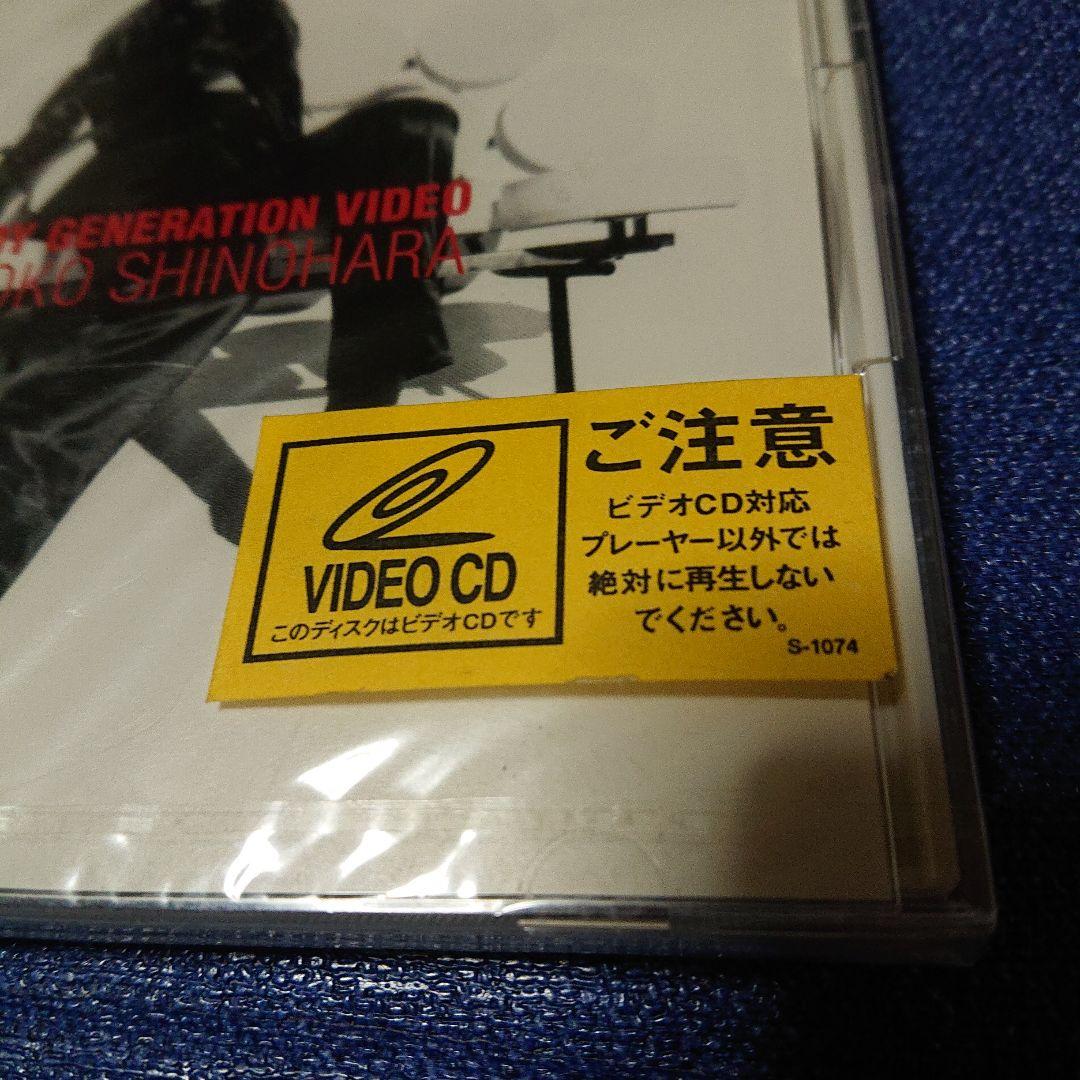 GENERATION VIDEO
SHINOHARA
VIDEO CD
このディスクはビデオCDです
ご注意
ビデオCD対応
プレーヤー以外では
絶対に再生しない
でください。
S-1074